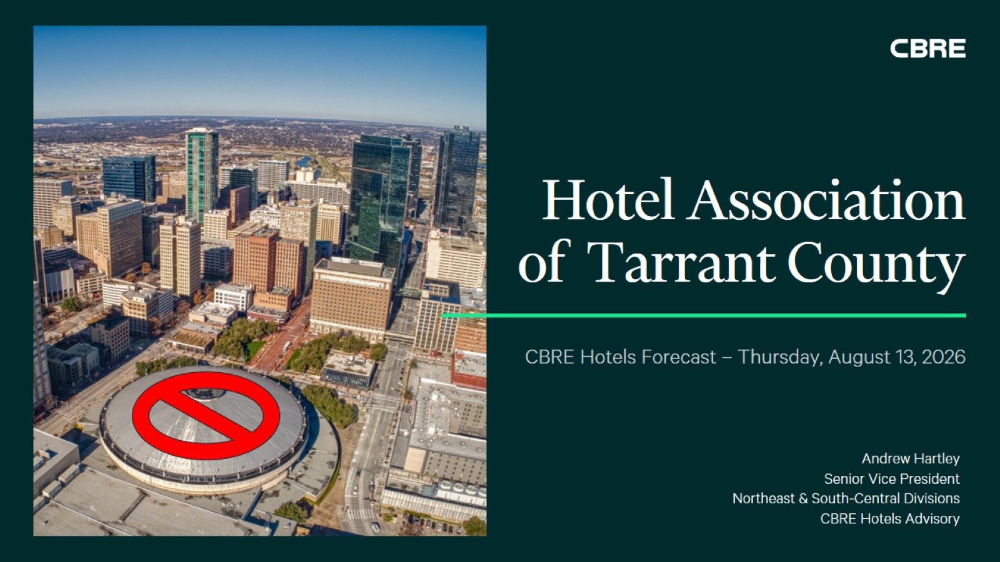 CBRE
Hotel Association
of Tarrant County
CBRE Hotels Forecast – Thursday, August 13, 2026
Andrew Hartley
Senior Vice President
Northeast & South-Central Divisions
CBRE Hotels Advisory